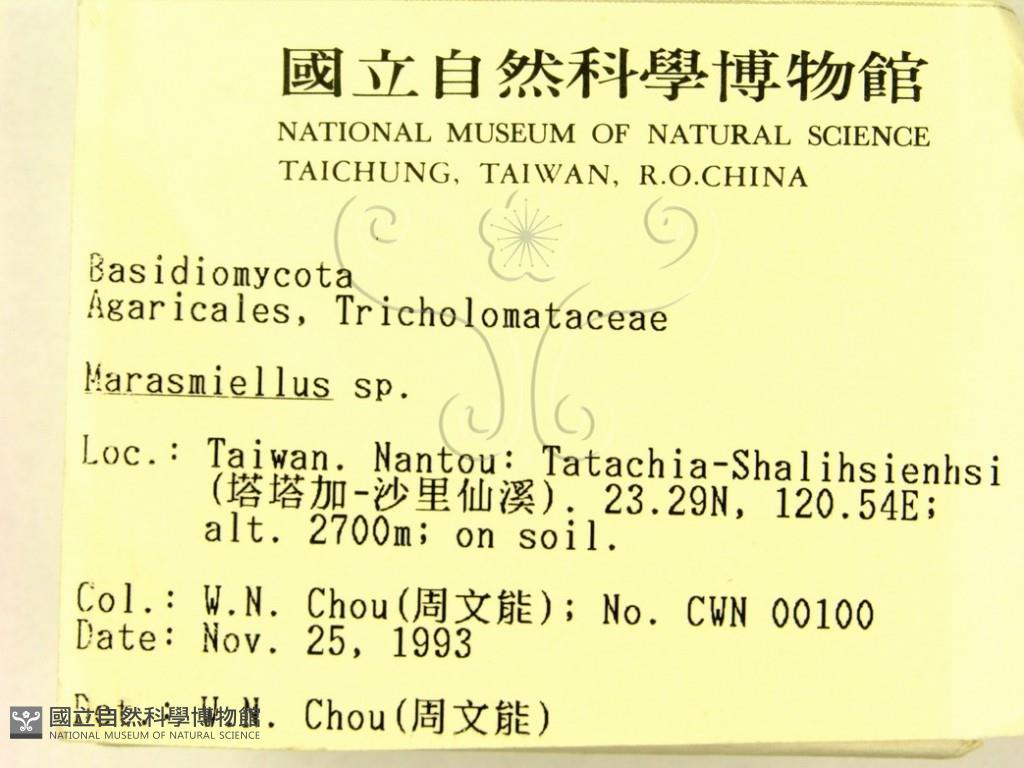 國立自然科學博物館
NATIONAL MUSEUM OF NATURAL SCIENCE
TAICHUNG, TAIWAN, R.O.CHINA
Basidiomycota
Agaricales, Tricholomataceae
Marasmiellus sp.
Loc.: Taiwan. Nantou: Tatachia-Shalihsienhsi
(塔塔加-沙里仙溪). 23.29N, 120.54E;
alt. 2700m; on soil.
Col.: W.N. Chou(周文能); No. CWN 00100
Date: Nov. 25, 1993
Det.: W.N. Chou(周文能)
國立自然科學博物館
NATIONAL MUSEUM OF NATURAL SCIENCE